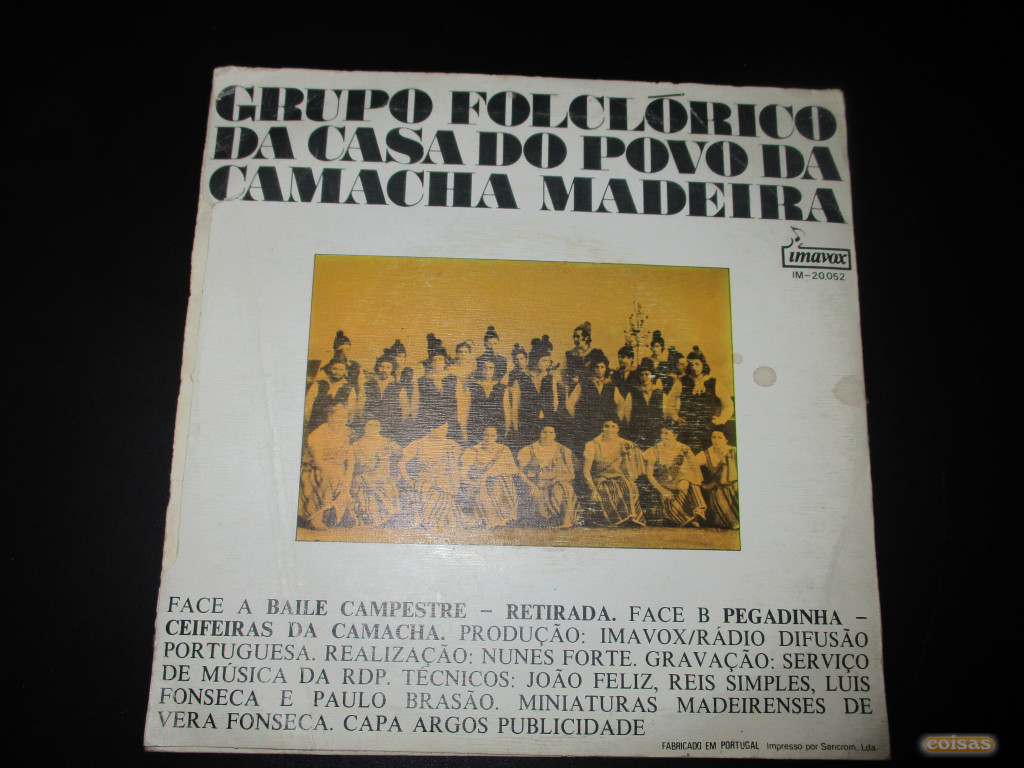 GRUPO FOLCLÓRICO
DA CASA DO POVO DA
CAMACHA MADEIRA
imavox
IM-20052
FACE A BAILE CAMPESTRE – RETIRADA. FACE B PEGADINHA –
CEIFEIRAS DA CAMACHA. PRODUÇÃO: IMAVOX/RÁDIO DIFUSÃO
PORTUGUESA. REALIZAÇÃO: NUNES FORTE. GRAVAÇÃO: SERVIÇO
DE MÚSICA DA RDP. TÉCNICOS: JOÃO FELIZ, REIS SIMPLES, LUIS
FONSECA E PAULO BRASÃO. MINIATURAS MADEIRENSES DE
VERA FONSECA. CAPA ARGOS PUBLICIDADE
FABRICADO EM PORTUGAL Impresso por Sericrom, Lda.
coisas